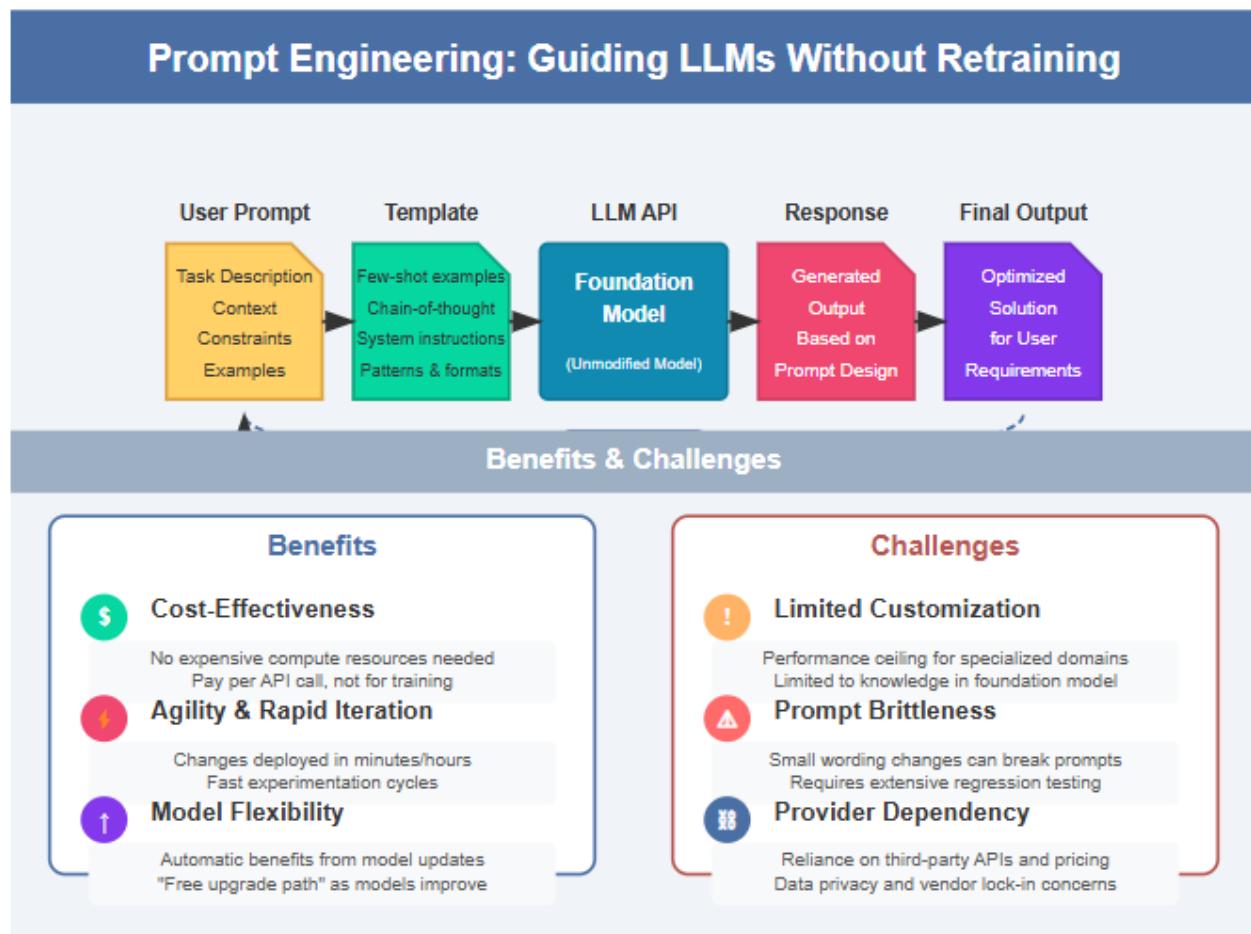 Prompt Engineering: Guiding LLMs Without Retraining
User Prompt
Task Description
Context
Constraints
Examples
Template
Few-shot examples
Chain-of-thought
System instructions
Patterns & formats
LLM API
Foundation
Model
(Unmodified Model)
Response
Generated
Output
Based on
Prompt Design
Final Output
Optimized
Solution
for User
Requirements
Benefits & Challenges
Benefits
$
Cost-Effectiveness
No expensive compute resources needed
Pay per API call, not for training
Agility & Rapid Iteration
Changes deployed in minutes/hours
Fast experimentation cycles
↑
Model Flexibility
Automatic benefits from model updates
"Free upgrade path" as models improve
Challenges
!
Limited Customization
Performance ceiling for specialized domains
Limited to knowledge in foundation model
Prompt Brittleness
Small wording changes can break prompts
Requires extensive regression testing
Provider Dependency
Reliance on third-party APIs and pricing
Data privacy and vendor lock-in concerns